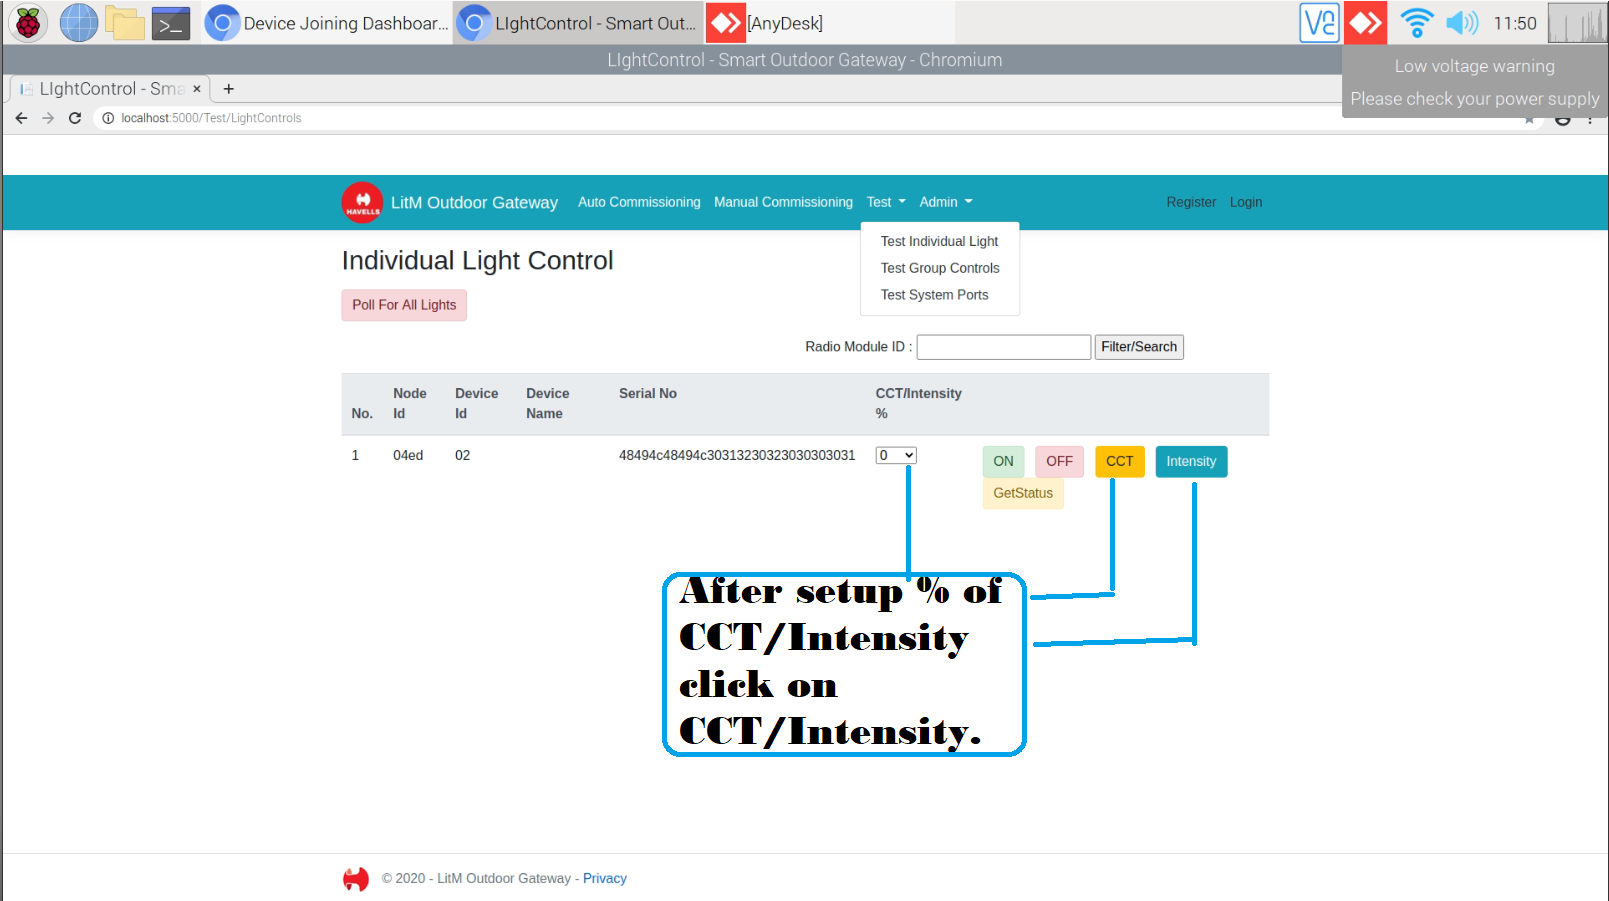 Device Joining Dashboar...
LIghtControl - Smart Out...
[AnyDesk]
11:50
LIghtControl - Smart Outdoor Gateway - Chromium
Low voltage warning
Please check your power supply
LIghtControl - Sma
localhost:5000/Test/LightControls
HAVELLS
LitM Outdoor Gateway
Auto Commissioning
Manual Commissioning
Test
Admin
Register
Login
Test Individual Light
Test Group Controls
Test System Ports
Individual Light Control
Poll For All Lights
Radio Module ID :
Filter/Search
No.
Node Id
Device Id
Device Name
Serial No
CCT/Intensity %
1
04ed
02
48494c48494c30313230323030303031
0
ON
OFF
CCT
Intensity
GetStatus
After setup % of
CCT/Intensity
click on
CCT/Intensity.
© 2020 - LitM Outdoor Gateway - Privacy